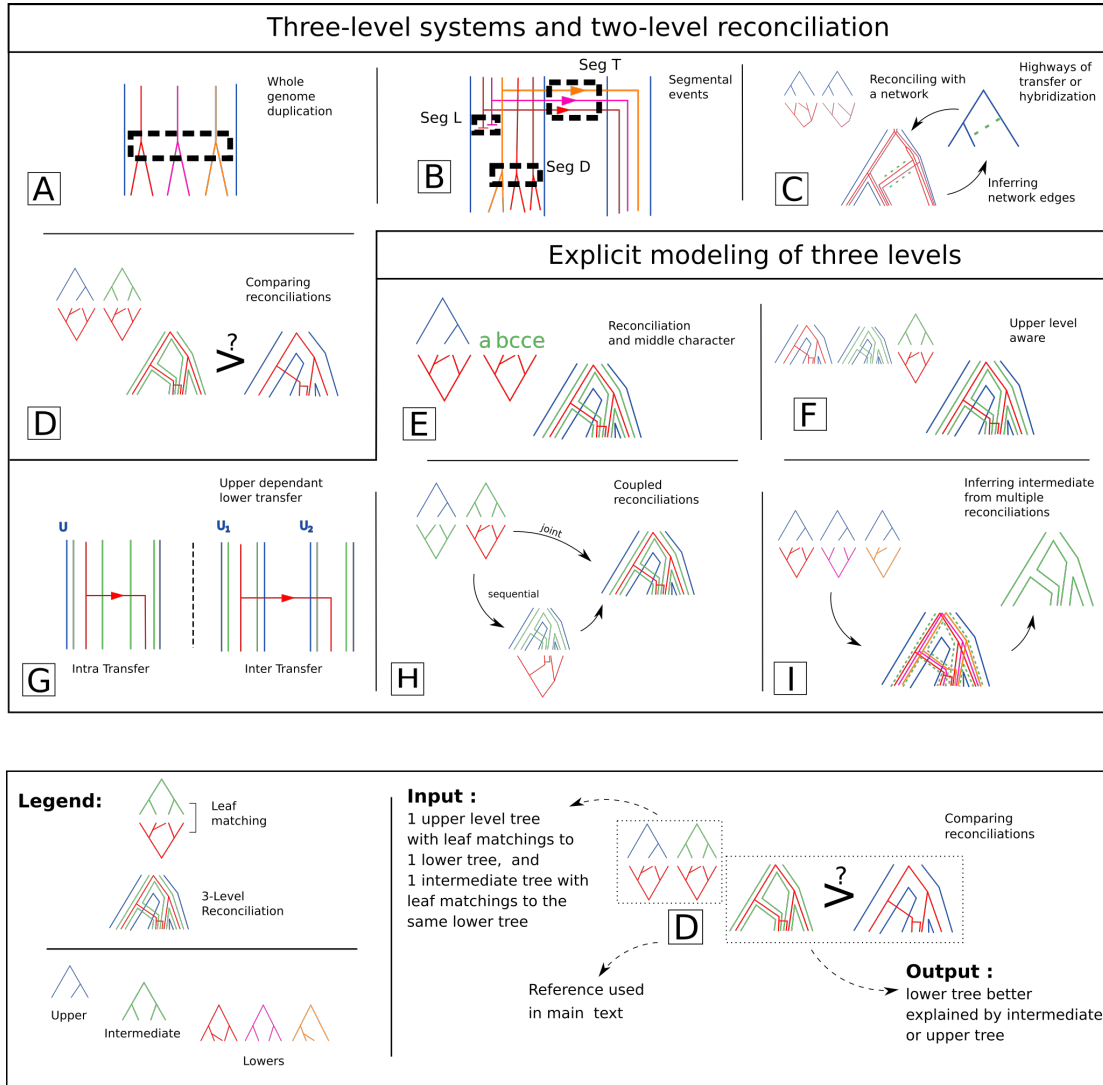 Three-level systems and two-level reconciliation
Whole
genome
duplication
A
Seg T
Segmental
events
Seg L
Seg D
B
Highways of
transfer or
hybridization
Reconciling with
a network
Inferring
network edges
C
Comparing
reconciliations
?
>
D
Explicit modeling of three levels
a bcce
Reconciliation
and middle character
E
Upper level
aware
F
Upper dependant
lower transfer
U
U1
U2
Intra Transfer
Inter Transfer
G
Coupled
reconciliations
joint
sequential
H
Inferring intermediate
from multiple
reconciliations
I
Legend:
Leaf
matching
3-Level
Reconciliation
Upper
Intermediate
Lowers
Input :
1 upper level tree
with leaf matchings to
1 lower tree, and
1 intermediate tree with
leaf matchings to the
same lower tree
Comparing
reconciliations
?
>
D
Reference used
in main text
Output :
lower tree better
explained by intermediate
or upper tree